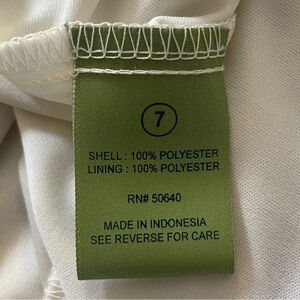 7
SHELL : 100% POLYESTER
LINING : 100% POLYESTER
RN# 50640
MADE IN INDONESIA
SEE REVERSE FOR CARE